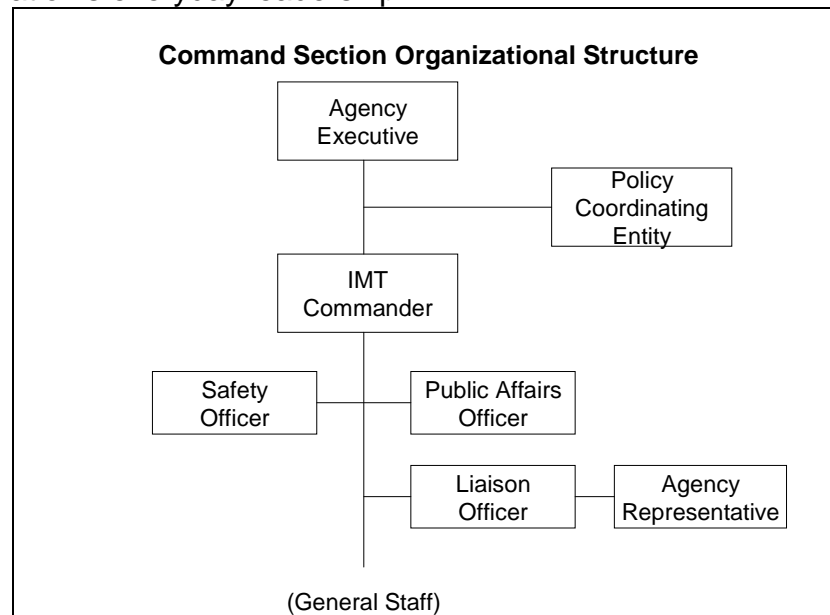 Command Section Organizational Structure
Agency
Executive
Policy
Coordinating
Entity
IMT
Commander
Safety
Officer
Public Affairs
Officer
Liaison
Officer
Agency
Representative
(General Staff)